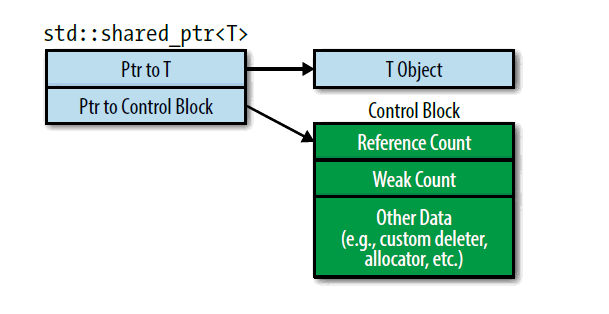 std::shared_ptr<T>
Ptr to T
T Object
Ptr to Control Block
Control Block
Reference Count
Weak Count
Other Data
(e.g., custom deleter,
allocator, etc.)